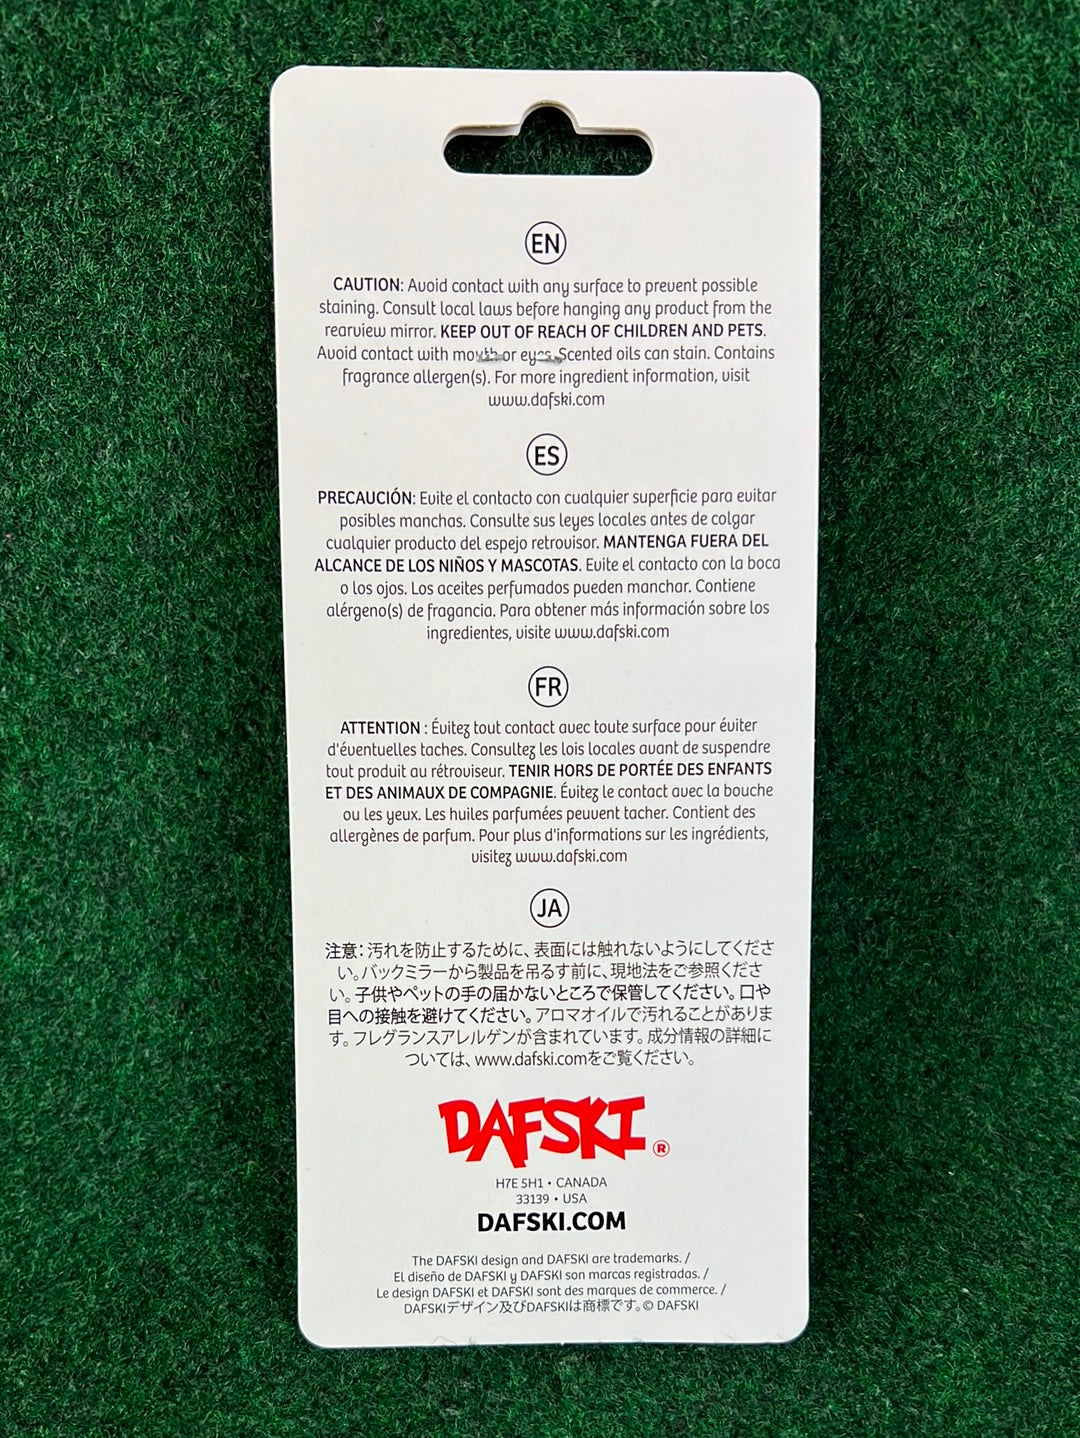 EN
CAUTION: Avoid contact with any surface to prevent possible
staining. Consult local laws before hanging any product from the
rearview mirror. KEEP OUT OF REACH OF CHILDREN AND PETS.
Avoid contact with mouth or eyes. Scented oils can stain. Contains
fragrance allergen(s). For more ingredient information, visit
www.dafski.com
ES
PRECAUCIÓN: Evite el contacto con cualquier superficie para evitar
posibles manchas. Consulte sus leyes locales antes de colgar
cualquier producto del espejo retrovisor. MANTENGA FUERA DEL
ALCANCE DE LOS NIÑOS Y MASCOTAS. Evite el contacto con la boca
o los ojos. Los aceites perfumados pueden manchar. Contiene
alérgeno(s) de fragancia. Para obtener más información sobre los
ingredientes, visite www.dafski.com
FR
ATTENTION : Évitez tout contact avec toute surface pour éviter
d'éventuelles taches. Consultez les lois locales avant de suspendre
tout produit au rétroviseur. TENIR HORS DE PORTÉE DES ENFANTS
ET DES ANIMAUX DE COMPAGNIE. Évitez le contact avec la bouche
ou les yeux. Les huiles parfumées peuvent tacher. Contient des
allergènes de parfum. Pour plus d'informations sur les ingrédients,
visitez www.dafski.com
JA
注意：汚れを防止するために、表面には触れないようにしてくださ
い。バックミラーから製品を吊るす前に、現地法をご参照くださ
い。子供やペットの手の届かないところで保管してください。口や
目への接触を避けてください。アロマオイルで汚れることがありま
す。フレグランスアレルゲンが含まれています。成分情報の詳細に
ついては、www.dafski.comをご覧ください。
DAFSKI®
H7E 5H1 • CANADA
33139 • USA
DAFSKI.COM
The DAFSKI design and DAFSKI are trademarks. /
El diseño de DAFSKI y DAFSKI son marcas registradas. /
Le design DAFSKI et DAFSKI sont des marques de commerce. /
DAFSKIデザイン及びDAFSKIは商標です。© DAFSKI